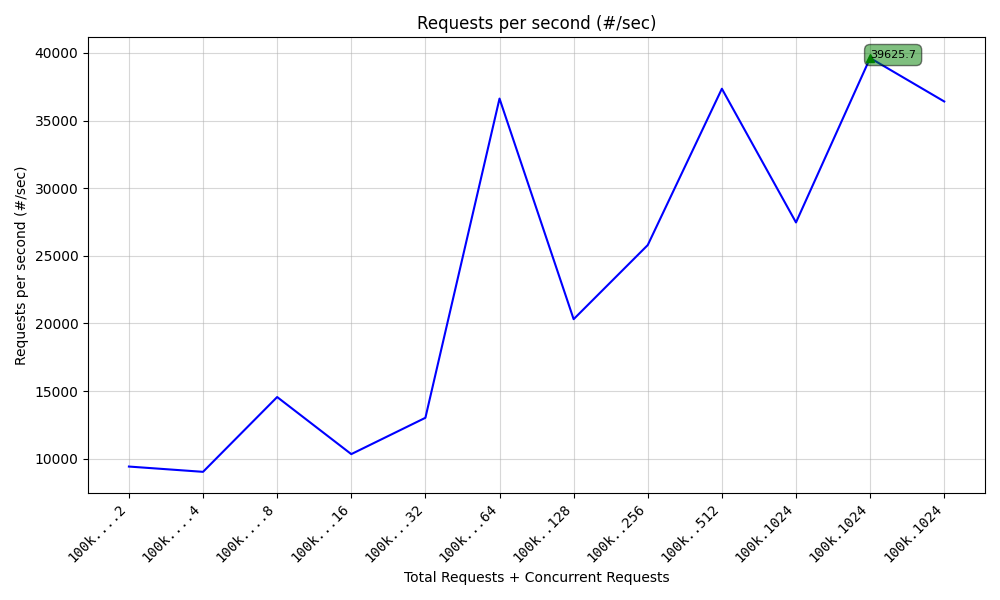 Requests per second (#/sec)
Requests per second (#/sec)
40000
35000
30000
25000
20000
15000
10000
39625.7
100k....2
100k....4
100k....8
100k...16
100k...32
100k...64
100k..128
100k..256
100k..512
100k.1024
100k.1024
100k.1024
Total Requests + Concurrent Requests